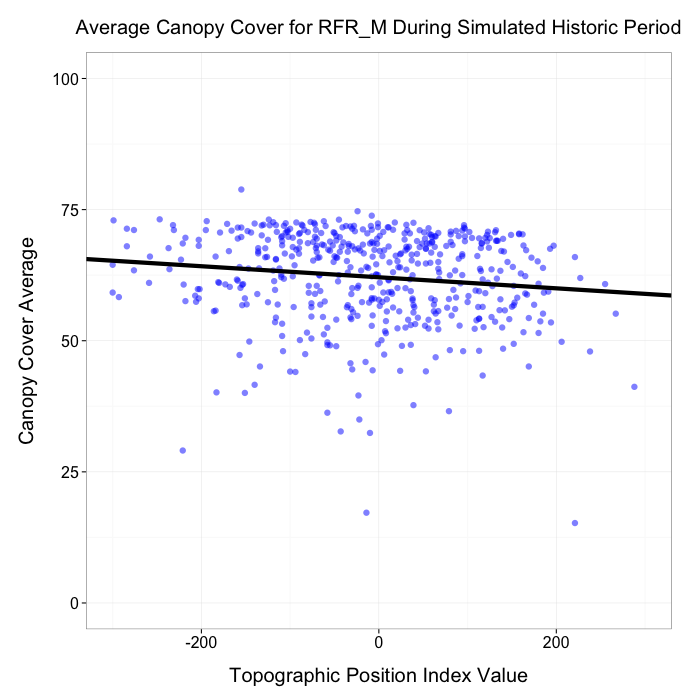 Average Canopy Cover for RFR_M During Simulated Historic Period
100
75
50
25
0
Canopy Cover Average
-200 0 200
Topographic Position Index Value